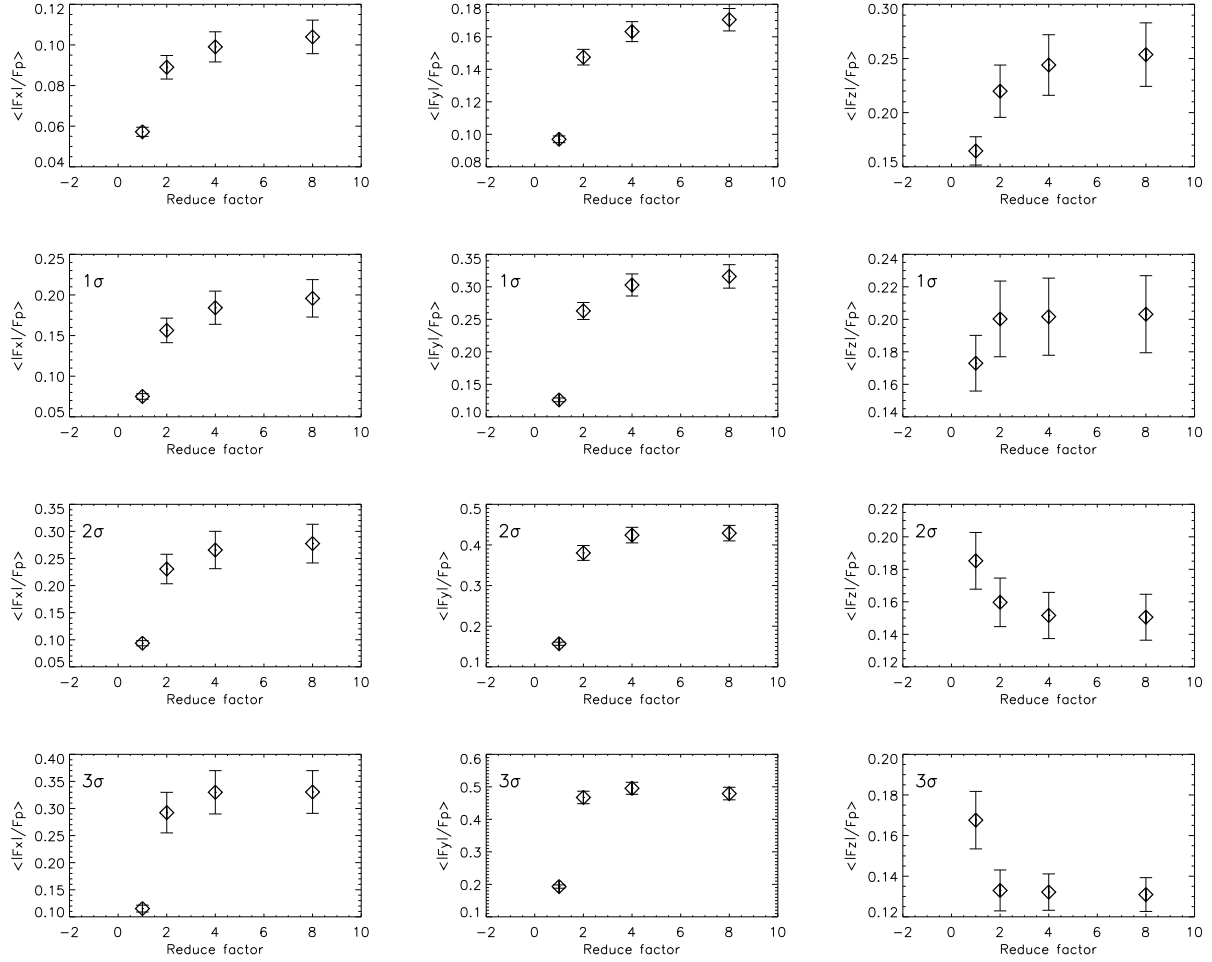 <|Fx|/Fp>
0.12
0.10
0.08
0.06
0.04
-2 0 2 4 6 8 10
Reduce factor
<|Fy|/Fp>
0.18
0.16
0.14
0.12
0.10
0.08
-2 0 2 4 6 8 10
Reduce factor
<|Fz|/Fp>
0.30
0.25
0.20
0.15
-2 0 2 4 6 8 10
Reduce factor
1σ
<|Fx|/Fp>
0.25
0.20
0.15
0.10
0.05
-2 0 2 4 6 8 10
Reduce factor
1σ
<|Fy|/Fp>
0.35
0.30
0.25
0.20
0.15
0.10
-2 0 2 4 6 8 10
Reduce factor
1σ
<|Fz|/Fp>
0.24
0.22
0.20
0.18
0.16
0.14
-2 0 2 4 6 8 10
Reduce factor
2σ
<|Fx|/Fp>
0.35
0.30
0.25
0.20
0.15
0.10
0.05
-2 0 2 4 6 8 10
Reduce factor
2σ
<|Fy|/Fp>
0.5
0.4
0.3
0.2
0.1
-2 0 2 4 6 8 10
Reduce factor
2σ
<|Fz|/Fp>
0.22
0.20
0.18
0.16
0.14
0.12
-2 0 2 4 6 8 10
Reduce factor
3σ
<|Fx|/Fp>
0.40
0.35
0.30
0.25
0.20
0.15
0.10
-2 0 2 4 6 8 10
Reduce factor
3σ
<|Fy|/Fp>
0.6
0.5
0.4
0.3
0.2
0.1
-2 0 2 4 6 8 10
Reduce factor
3σ
<|Fz|/Fp>
0.20
0.18
0.16
0.14
0.12
-2 0 2 4 6 8 10
Reduce factor